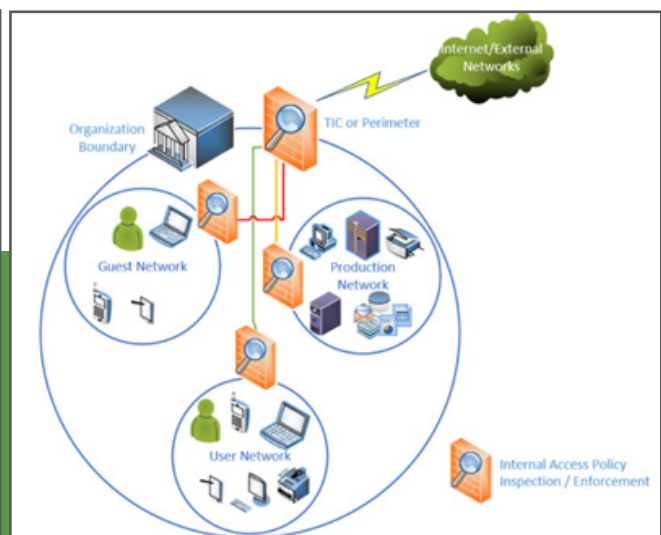 Internet/External
Networks
Organization
Boundary
TIC or Perimeter
Guest Network
Production
Network
User Network
Internal Access Policy
Inspection / Enforcement